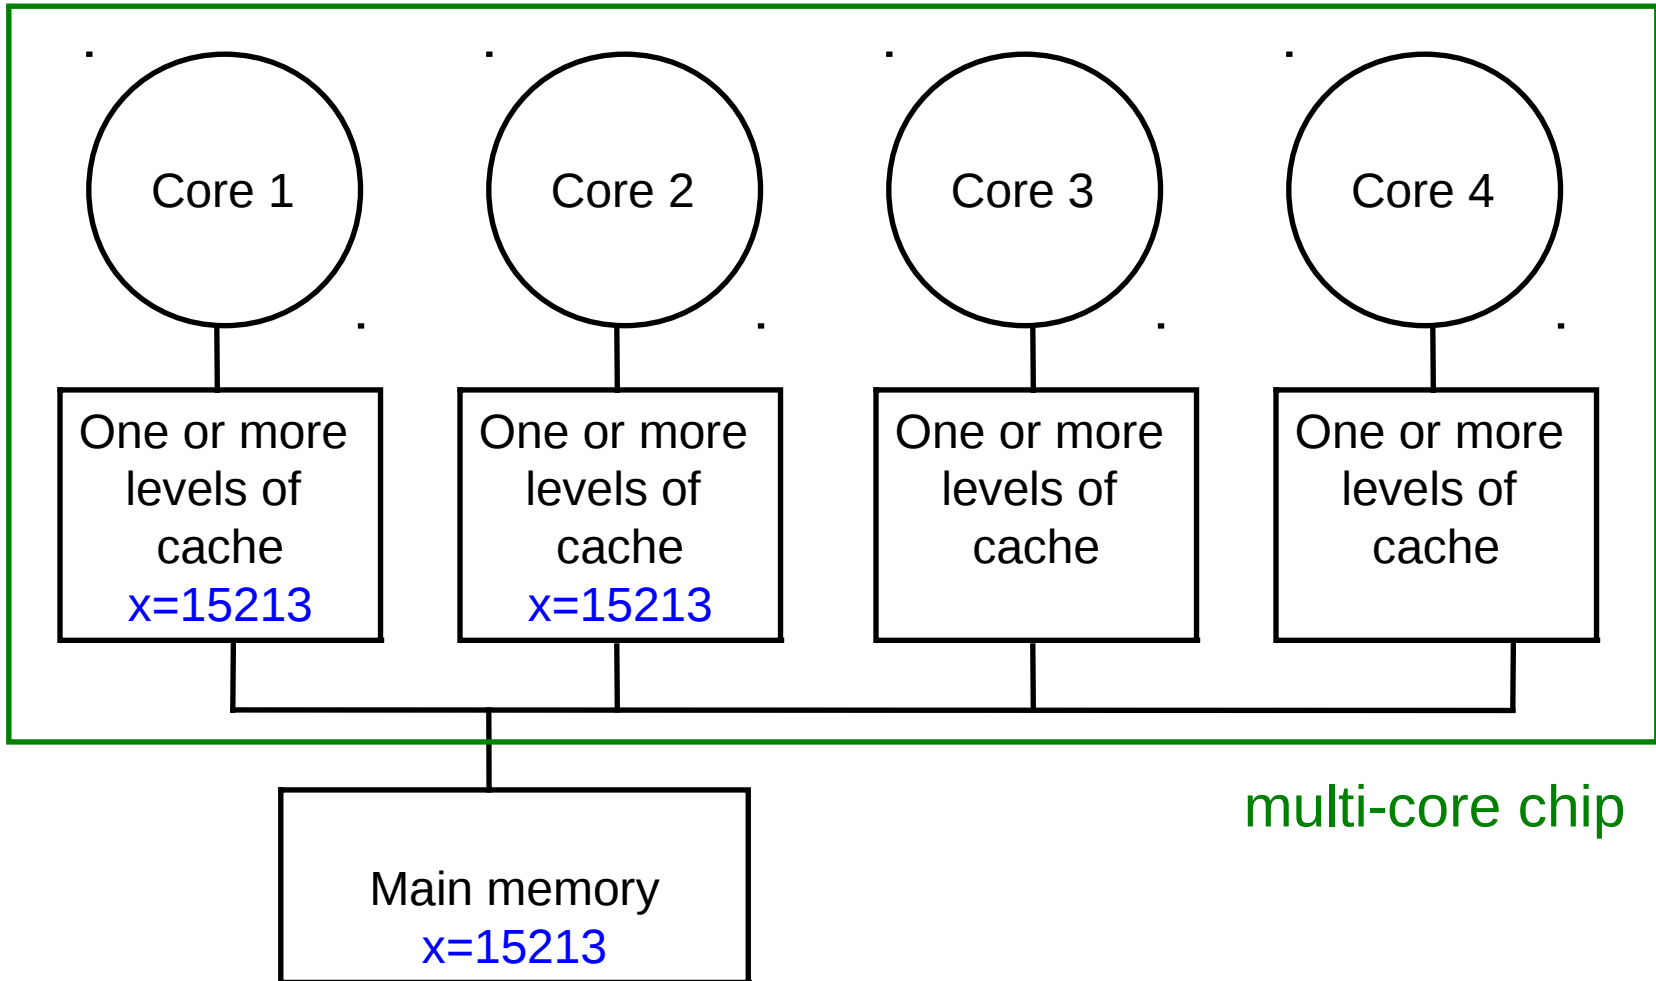 Core 1
Core 2
Core 3
Core 4
One or more
levels of
cache
x=15213
One or more
levels of
cache
x=15213
One or more
levels of
cache
One or more
levels of
cache
multi-core chip
Main memory
x=15213